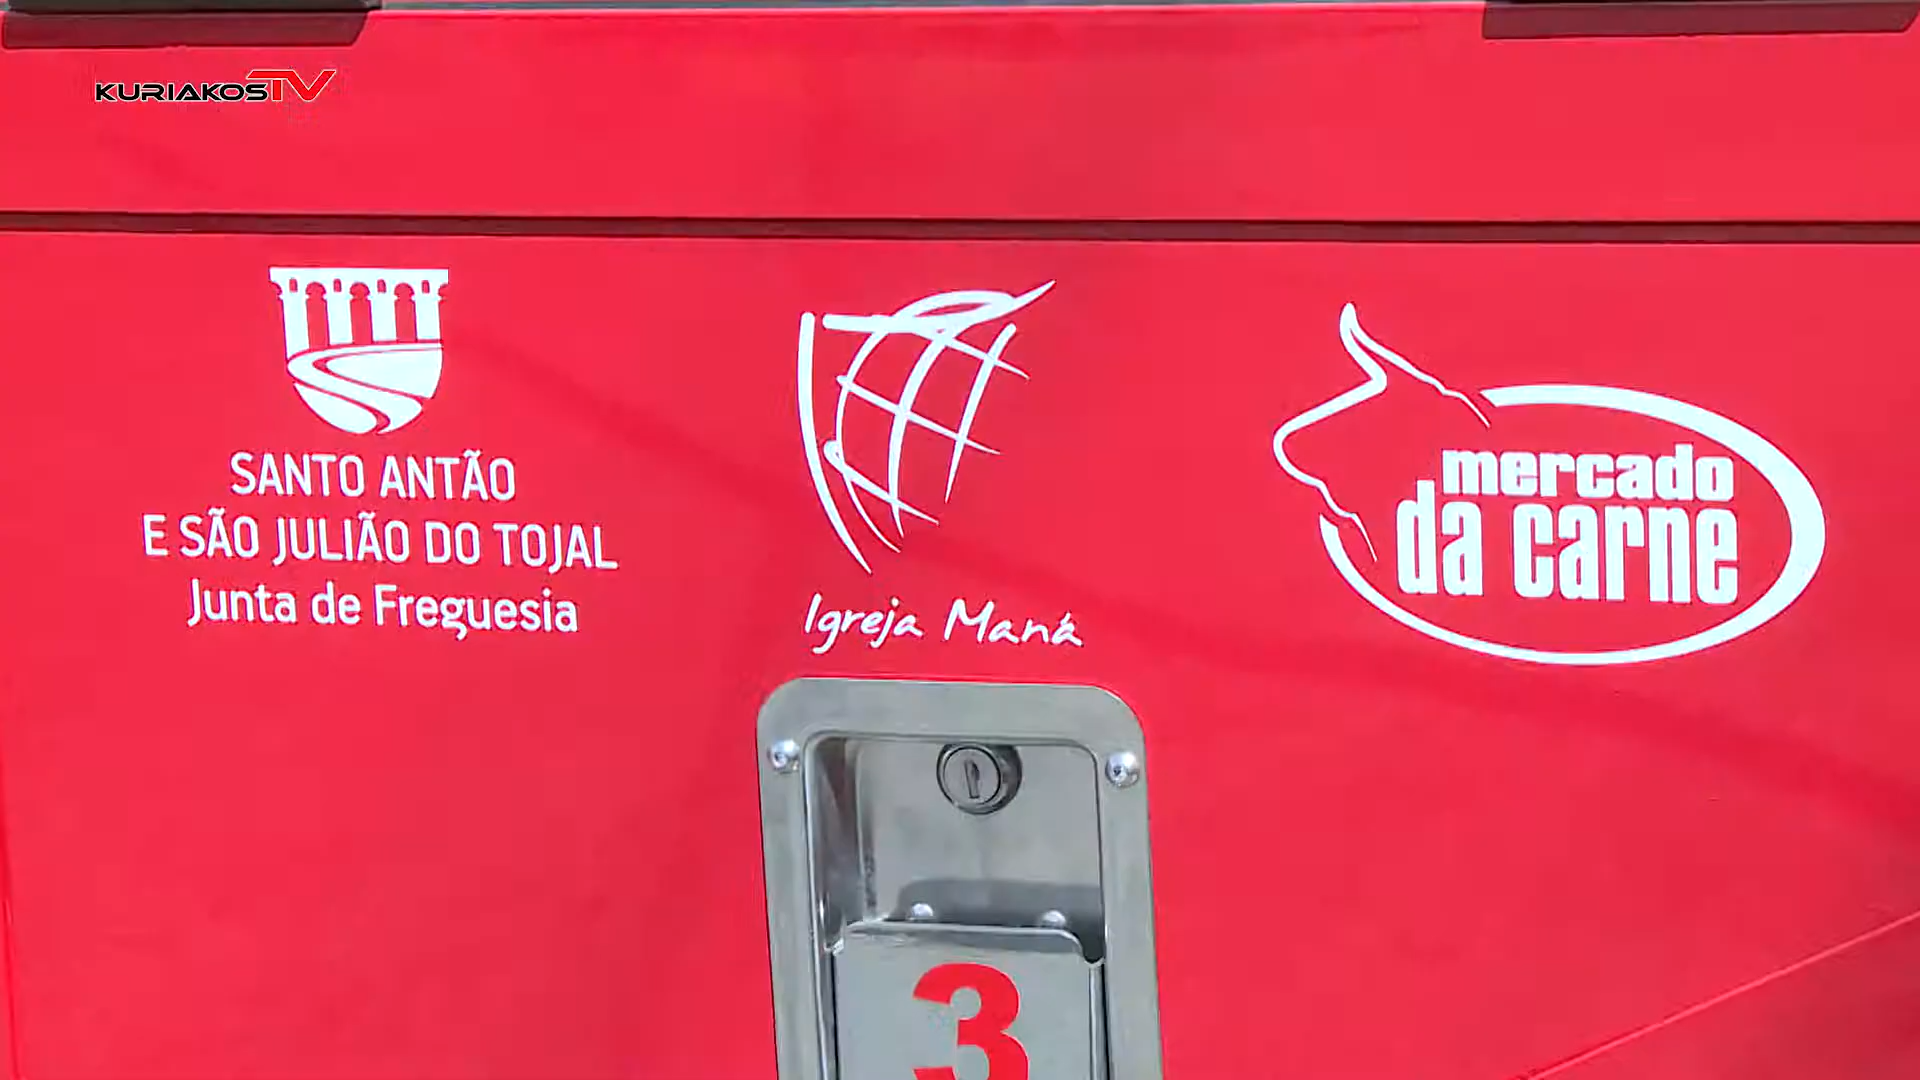 KURIAKOSTV
SANTO ANTÃO
E SÃO JULIÃO DO TOJAL
Junta de Freguesia
Igreja Maná
mercado
da carne
3